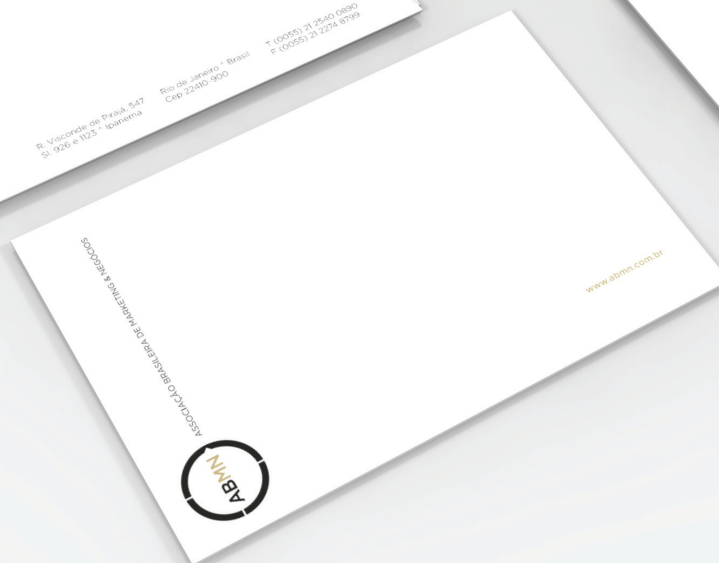 R. Visconde de Pirajá, 547
Sl. 926 e 1123 * Ipanema
Rio de Janeiro * Brasil
Cep 22410-900
T (0055) 21 2540 0890
F (0055) 21 2274 8799
ASSOCIAÇÃO BRASILEIRA DE MARKETING & NEGÓCIOS
ABMN
www.abmn.com.br